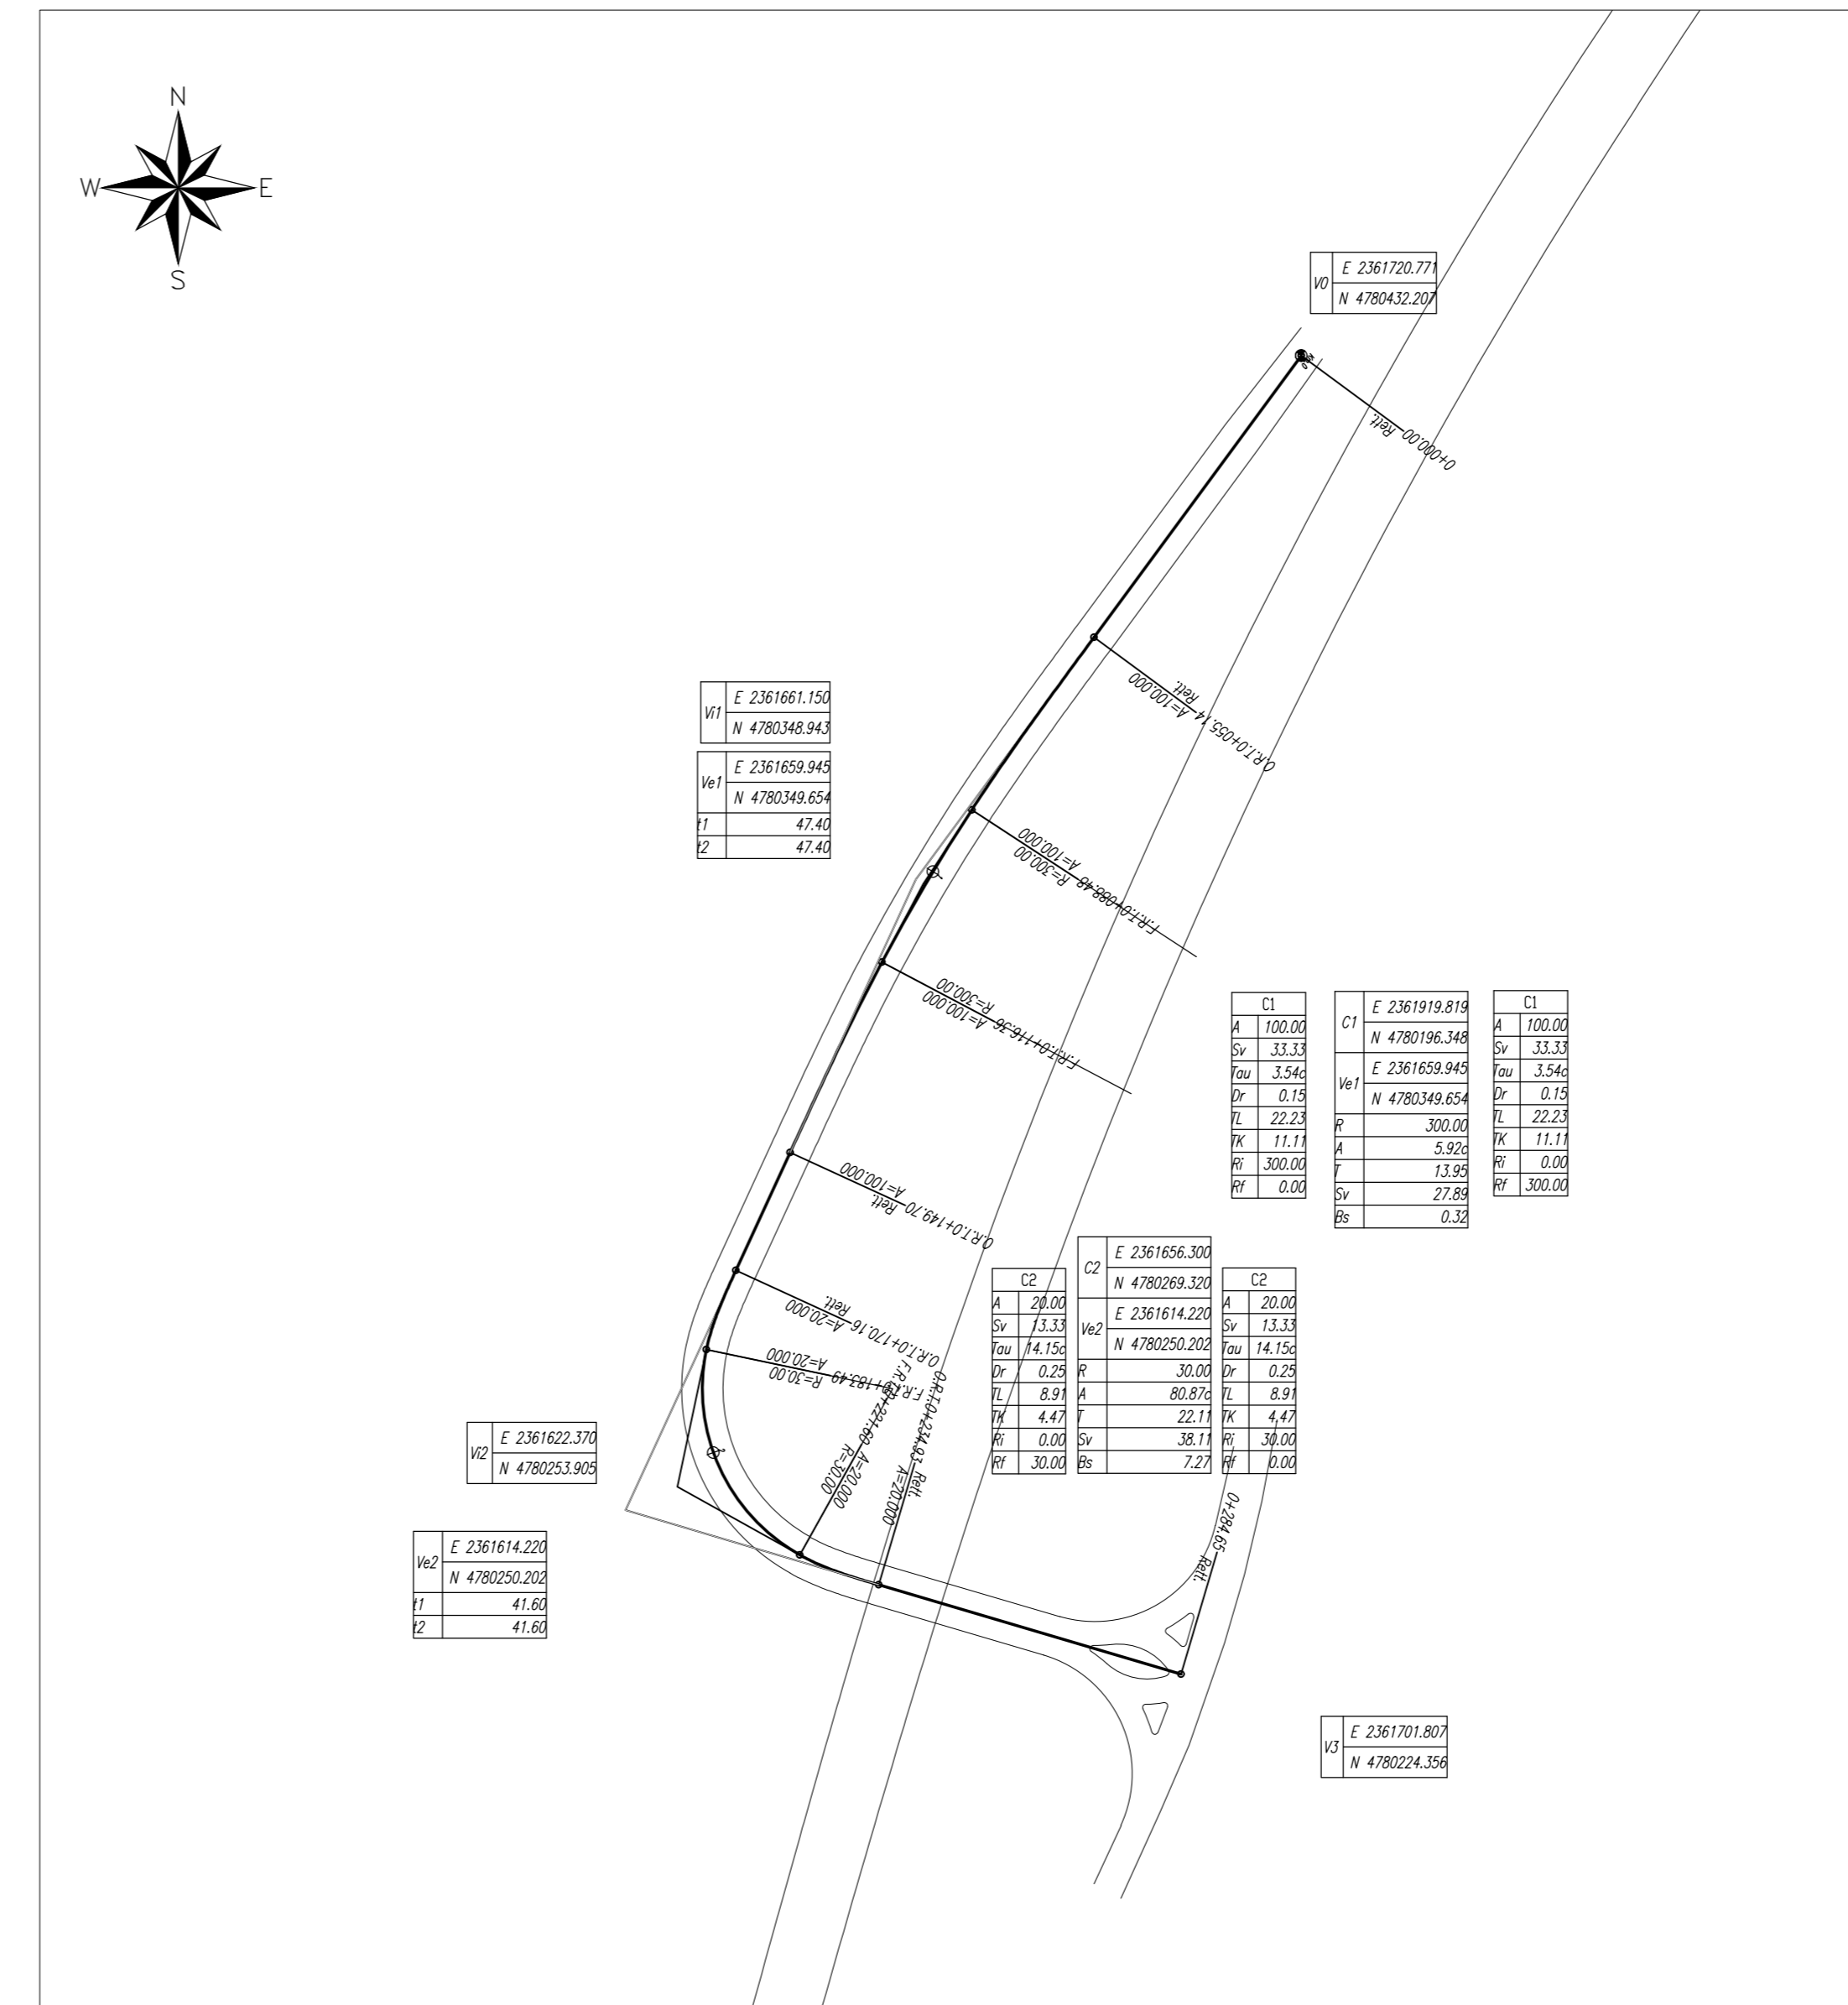 N
W E
S
V0
E 2361720.771
N 4780432.207
0+000.00 Rett.
Rett.
O.R.T.0+055.14 A=100.000
Vi1
E 2361661.150
N 4780348.943
Ve1
E 2361659.945
N 4780349.654
t1 47.40
t2 47.40
A=100.000
F.R.T.0+088.48 R=300.00
R=300.00
F.R.T.0+116.36 A=100.000
C1
A 100.00
Sv 33.33
Tau 3.54c
Dr 0.15
TL 22.23
TK 11.11
Ri 300.00
Rf 0.00
C1
E 2361919.819
N 4780196.348
Ve1
E 2361659.945
N 4780349.654
R 300.00
A 5.92c
T 13.95
Sv 27.89
Bs 0.32
C1
A 100.00
Sv 33.33
Tau 3.54c
Dr 0.15
TL 22.23
TK 11.11
Ri 0.00
Rf 300.00
A=100.000
O.R.T.0+149.70 Rett.
Rett.
O.R.T.0+170.16 A=20.000
A=20.000
F.R.T.0+183.49 R=30.00
F.R.T.0+221.60 A=20.000
R=30.00
O.R.T.0+234.93 Rett.
A=20.000
C2
A 20.00
Sv 13.33
Tau 14.15c
Dr 0.25
TL 8.91
TK 4.47
Ri 0.00
Rf 30.00
C2
E 2361656.300
N 4780269.320
Ve2
E 2361614.220
N 4780250.202
R 30.00
A 80.87c
T 22.11
Sv 38.11
Bs 7.27
C2
A 20.00
Sv 13.33
Tau 14.15c
Dr 0.25
TL 8.91
TK 4.47
Ri 30.00
Rf 0.00
2
Vi2
E 2361622.370
N 4780253.905
Ve2
E 2361614.220
N 4780250.202
t1 41.60
t2 41.60
0+284.65
Rett.
V3
E 2361701.807
N 4780224.356